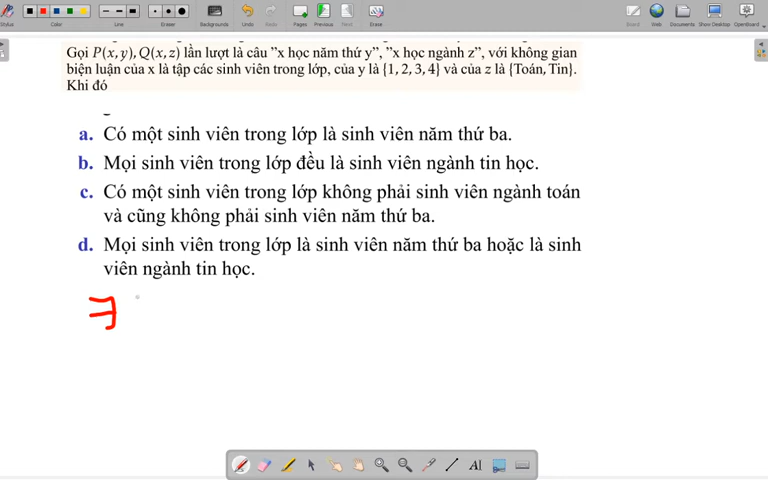 Stylus
Color
Line
Eraser
Backgrounds
Undo
Redo
Pages
Previous
Next
Erase
Board
Web
Documents
Show Desktop
OpenBoard
Gọi P(x, y), Q(x, z) lần lượt là câu ”x học năm thứ y”, ”x học ngành z”, với không gian
biện luận của x là tập các sinh viên trong lớp, của y là {1, 2, 3, 4} và của z là {Toán, Tin}.
Khi đó
a. Có một sinh viên trong lớp là sinh viên năm thứ ba.
b. Mọi sinh viên trong lớp đều là sinh viên ngành tin học.
c. Có một sinh viên trong lớp không phải sinh viên ngành toán
và cũng không phải sinh viên năm thứ ba.
d. Mọi sinh viên trong lớp là sinh viên năm thứ ba hoặc là sinh
viên ngành tin học.
∃
AI